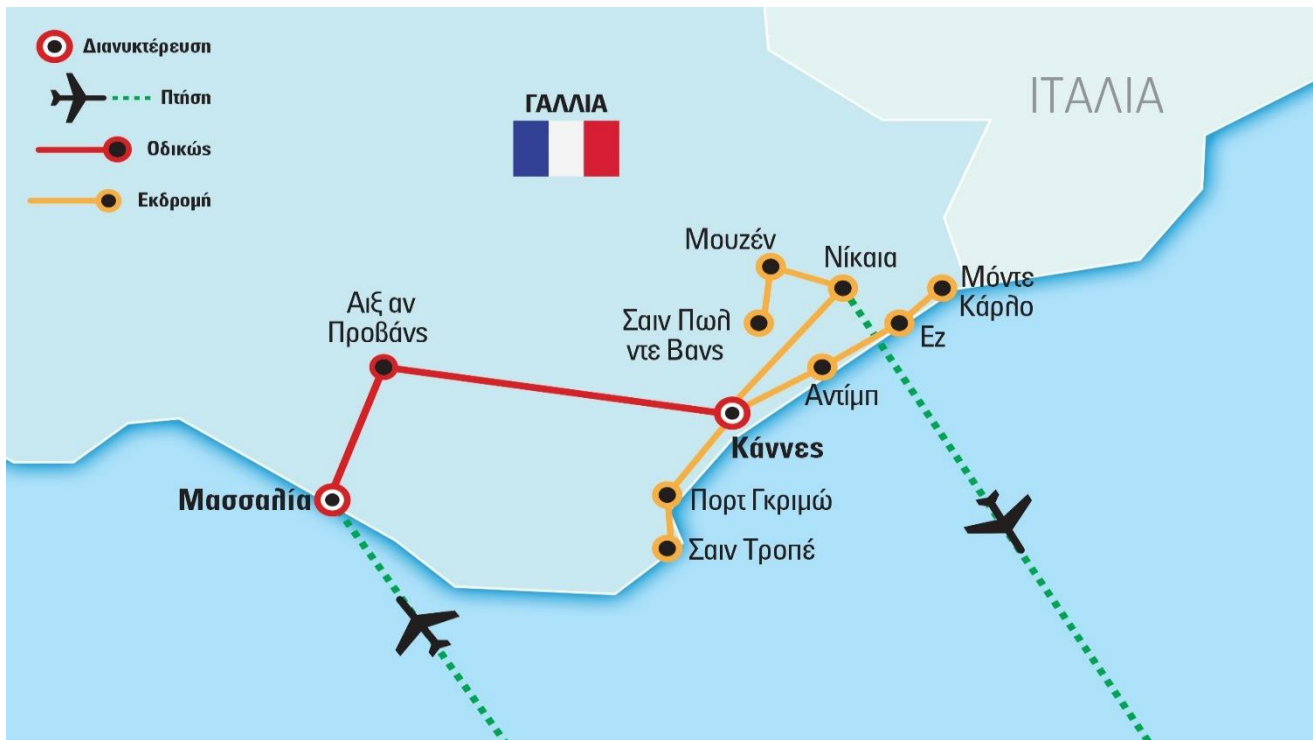 Διανυκτέρευση
Πτήση
Οδικώς
Εκδρομή
ΓΑΛΛΙΑ
ΙΤΑΛΙΑ
Μουζέν
Νίκαια
Μόντε
Κάρλο
Αιξ αν
Προβάνς
Σαιν Πωλ
ντε Βανς
Εζ
Αντίμπ
Κάννες
Μασσαλία
Πορτ Γκριμώ
Σαιν Τροπέ